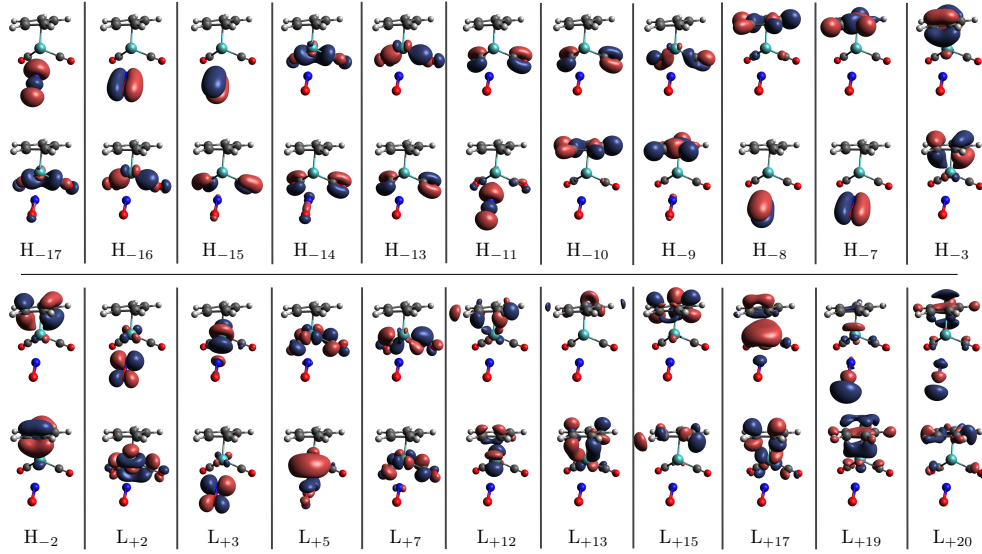 H₋₁₇ H₋₁₆ H₋₁₅ H₋₁₄ H₋₁₃ H₋₁₁ H₋₁₀ H₋₉ H₋₈ H₋₇ H₋₃
H₋₂ L₊₂ L₊₃ L₊₅ L₊₇ L₊₁₂ L₊₁₃ L₊₁₅ L₊₁₇ L₊₁₉ L₊₂₀